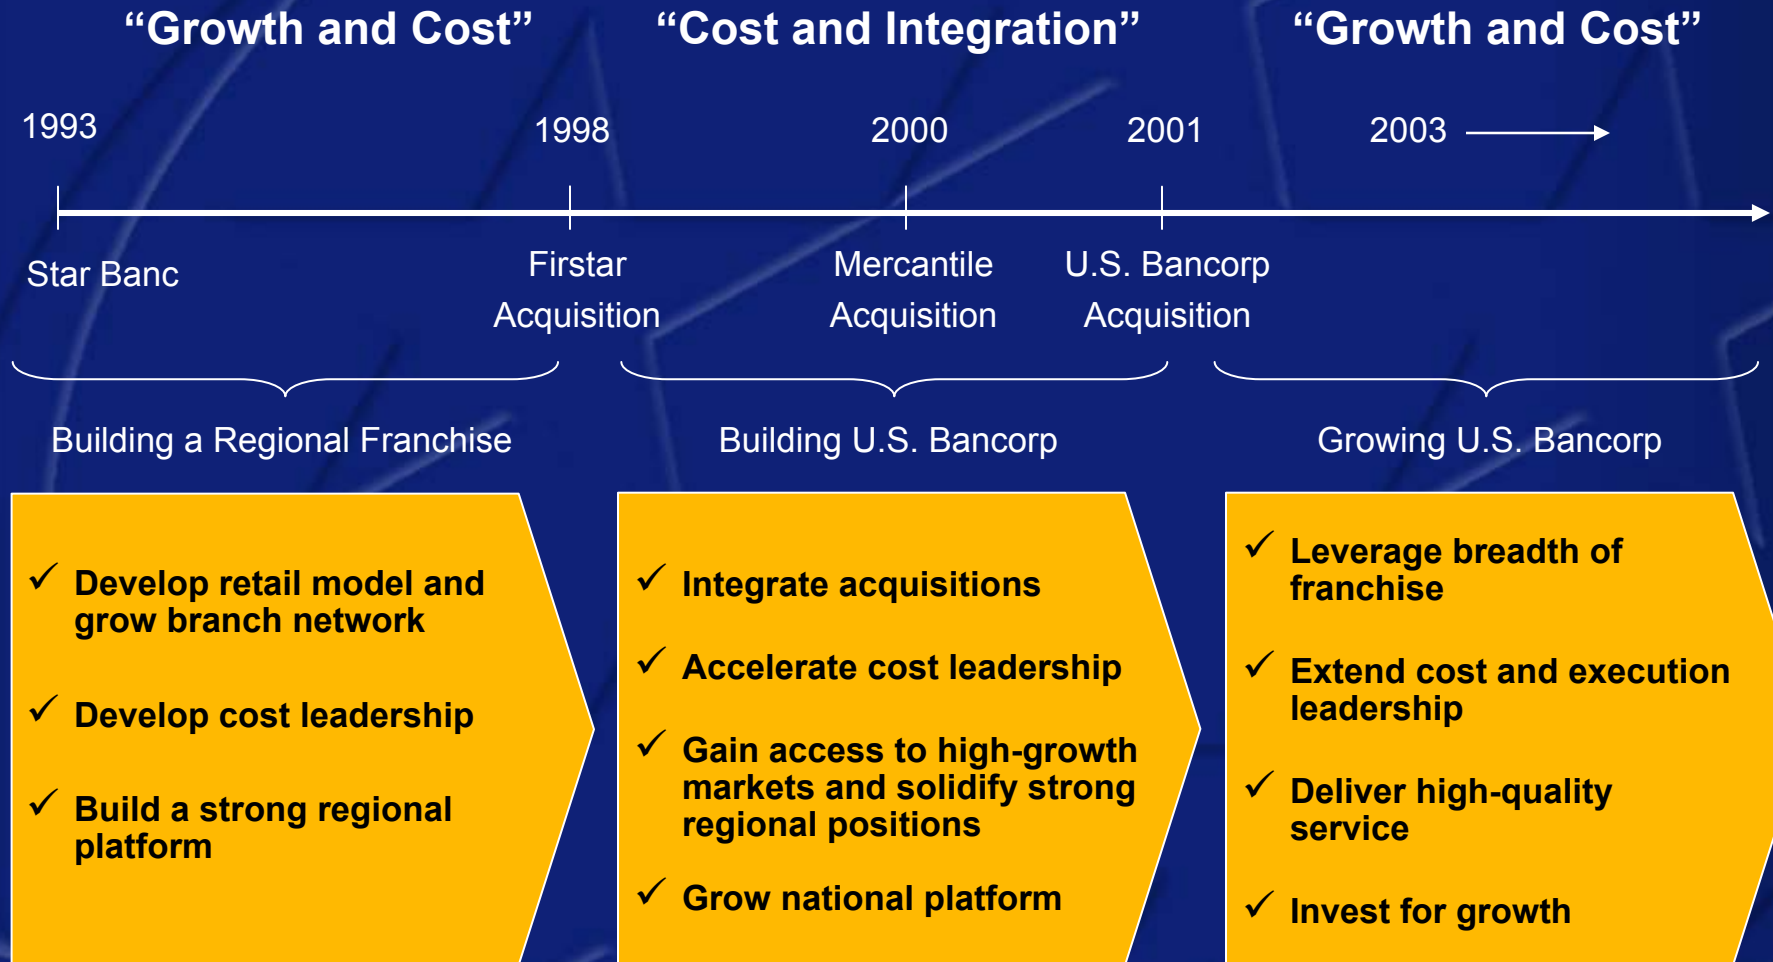 “Growth and Cost”
“Cost and Integration”
“Growth and Cost”
1993
1998
2000
2001
2003
Star Banc
Firstar
Acquisition
Mercantile
Acquisition
U.S. Bancorp
Acquisition
Building a Regional Franchise
Building U.S. Bancorp
Growing U.S. Bancorp
✓ Develop retail model and
grow branch network
✓ Develop cost leadership
✓ Build a strong regional
platform
✓ Integrate acquisitions
✓ Accelerate cost leadership
✓ Gain access to high-growth
markets and solidify strong
regional positions
✓ Grow national platform
✓ Leverage breadth of
franchise
✓ Extend cost and execution
leadership
✓ Deliver high-quality
service
✓ Invest for growth